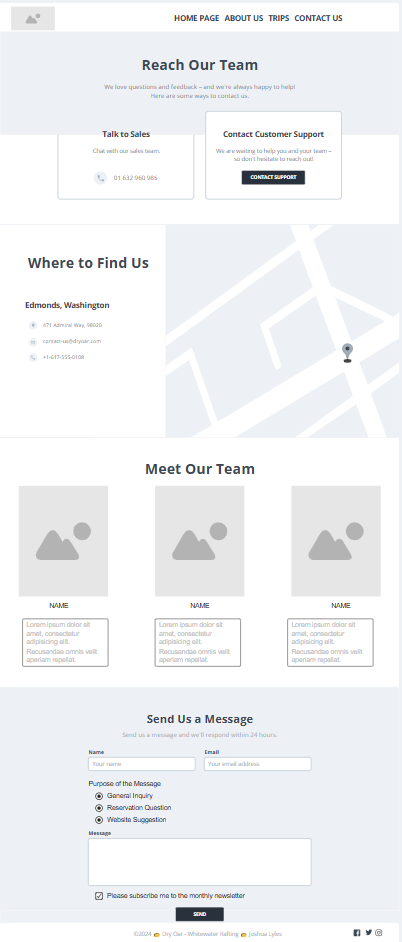 HOME PAGE ABOUT US TRIPS CONTACT US
Reach Our Team
We love questions and feedback – and we're always happy to help!
Here are some ways to contact us.
Talk to Sales
Chat with our sales team.
01 632 960 985
Contact Customer Support
We are waiting to help you and your team –
so don't hesitate to reach out!
CONTACT SUPPORT
Where to Find Us
Edmonds, Washington
471 Admiral Way, 98020
contact-us@dryoar.com
+1-617-555-0108
Meet Our Team
NAME
Lorem ipsum dolor sit
amet, consectetur
adipisicing elit.
Recusandae omnis velit
aperiam repellat.
NAME
Lorem ipsum dolor sit
amet, consectetur
adipisicing elit.
Recusandae omnis velit
aperiam repellat.
NAME
Lorem ipsum dolor sit
amet, consectetur
adipisicing elit.
Recusandae omnis velit
aperiam repellat.
Send Us a Message
Send us a message and we'll respond within 24 hours.
Name
Your name
Email
Your email address
Purpose of the Message
General Inquiry
Reservation Question
Website Suggestion
Message
Please subscribe me to the monthly newsletter
SEND
©2024 Dry Oar - Whitewater Rafting Joshua Lyles